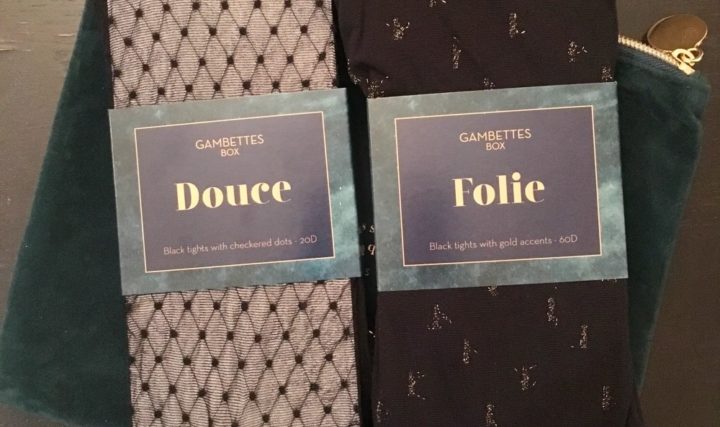 GAMBETTES
BOX
Douce
Black tights with checkered dots - 20D
GAMBETTES
BOX
Folie
Black tights with gold accents - 60D